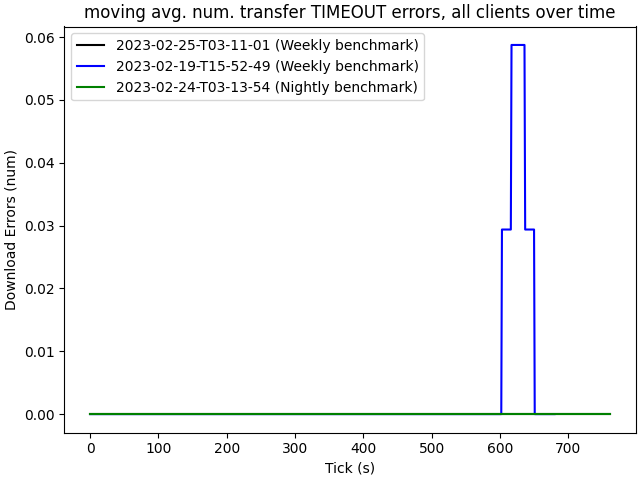 moving avg. num. transfer TIMEOUT errors, all clients over time
2023-02-25-T03-11-01 (Weekly benchmark)
2023-02-19-T15-52-49 (Weekly benchmark)
2023-02-24-T03-13-54 (Nightly benchmark)
Download Errors (num)
0.06
0.05
0.04
0.03
0.02
0.01
0.00
0 100 200 300 400 500 600 700
Tick (s)